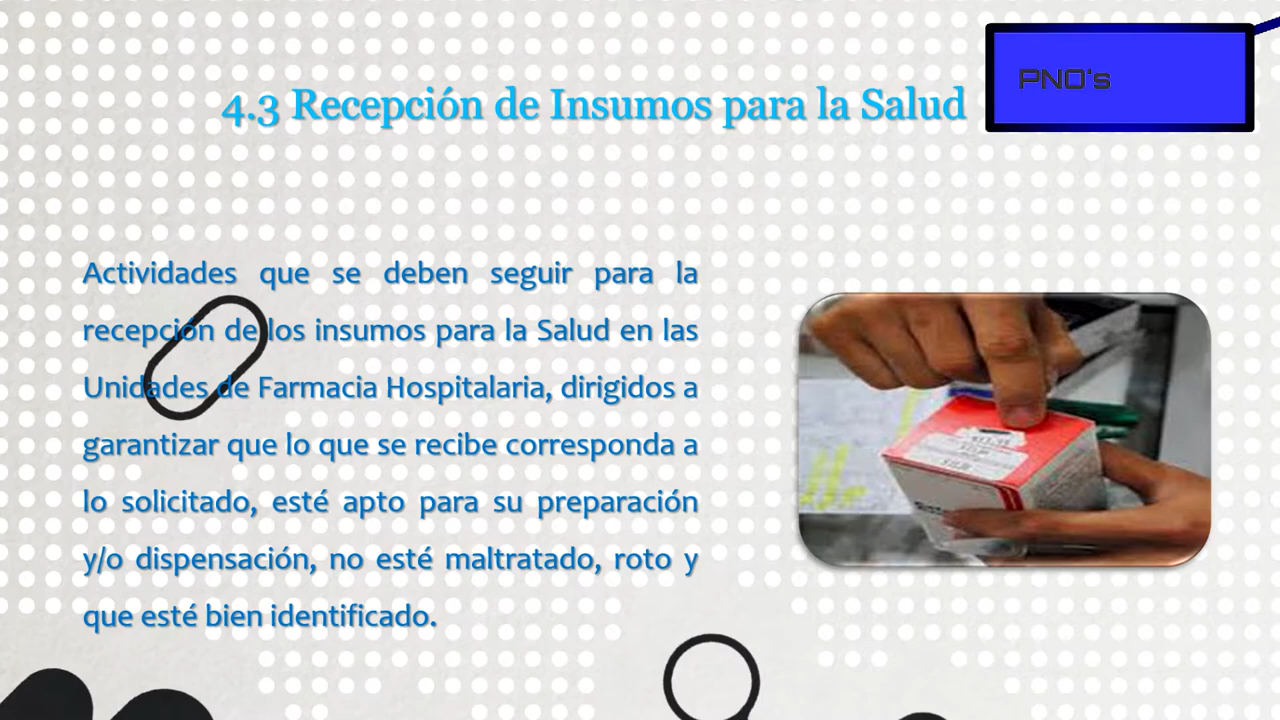 PNO's
4.3 Recepción de Insumos para la Salud
Actividades que se deben seguir para la
recepción de los insumos para la Salud en las
Unidades de Farmacia Hospitalaria, dirigidos a
garantizar que lo que se recibe corresponda a
lo solicitado, esté apto para su preparación
y/o dispensación, no esté maltratado, roto y
que esté bien identificado.